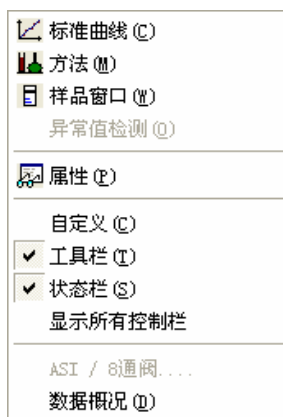 标准曲线(C)
方法(M)
样品窗口(W)
异常值检测(O)
属性(P)
自定义(C)
工具栏(T)
状态栏(S)
显示所有控制栏
ASI / 8通阀....
数据概况(D)